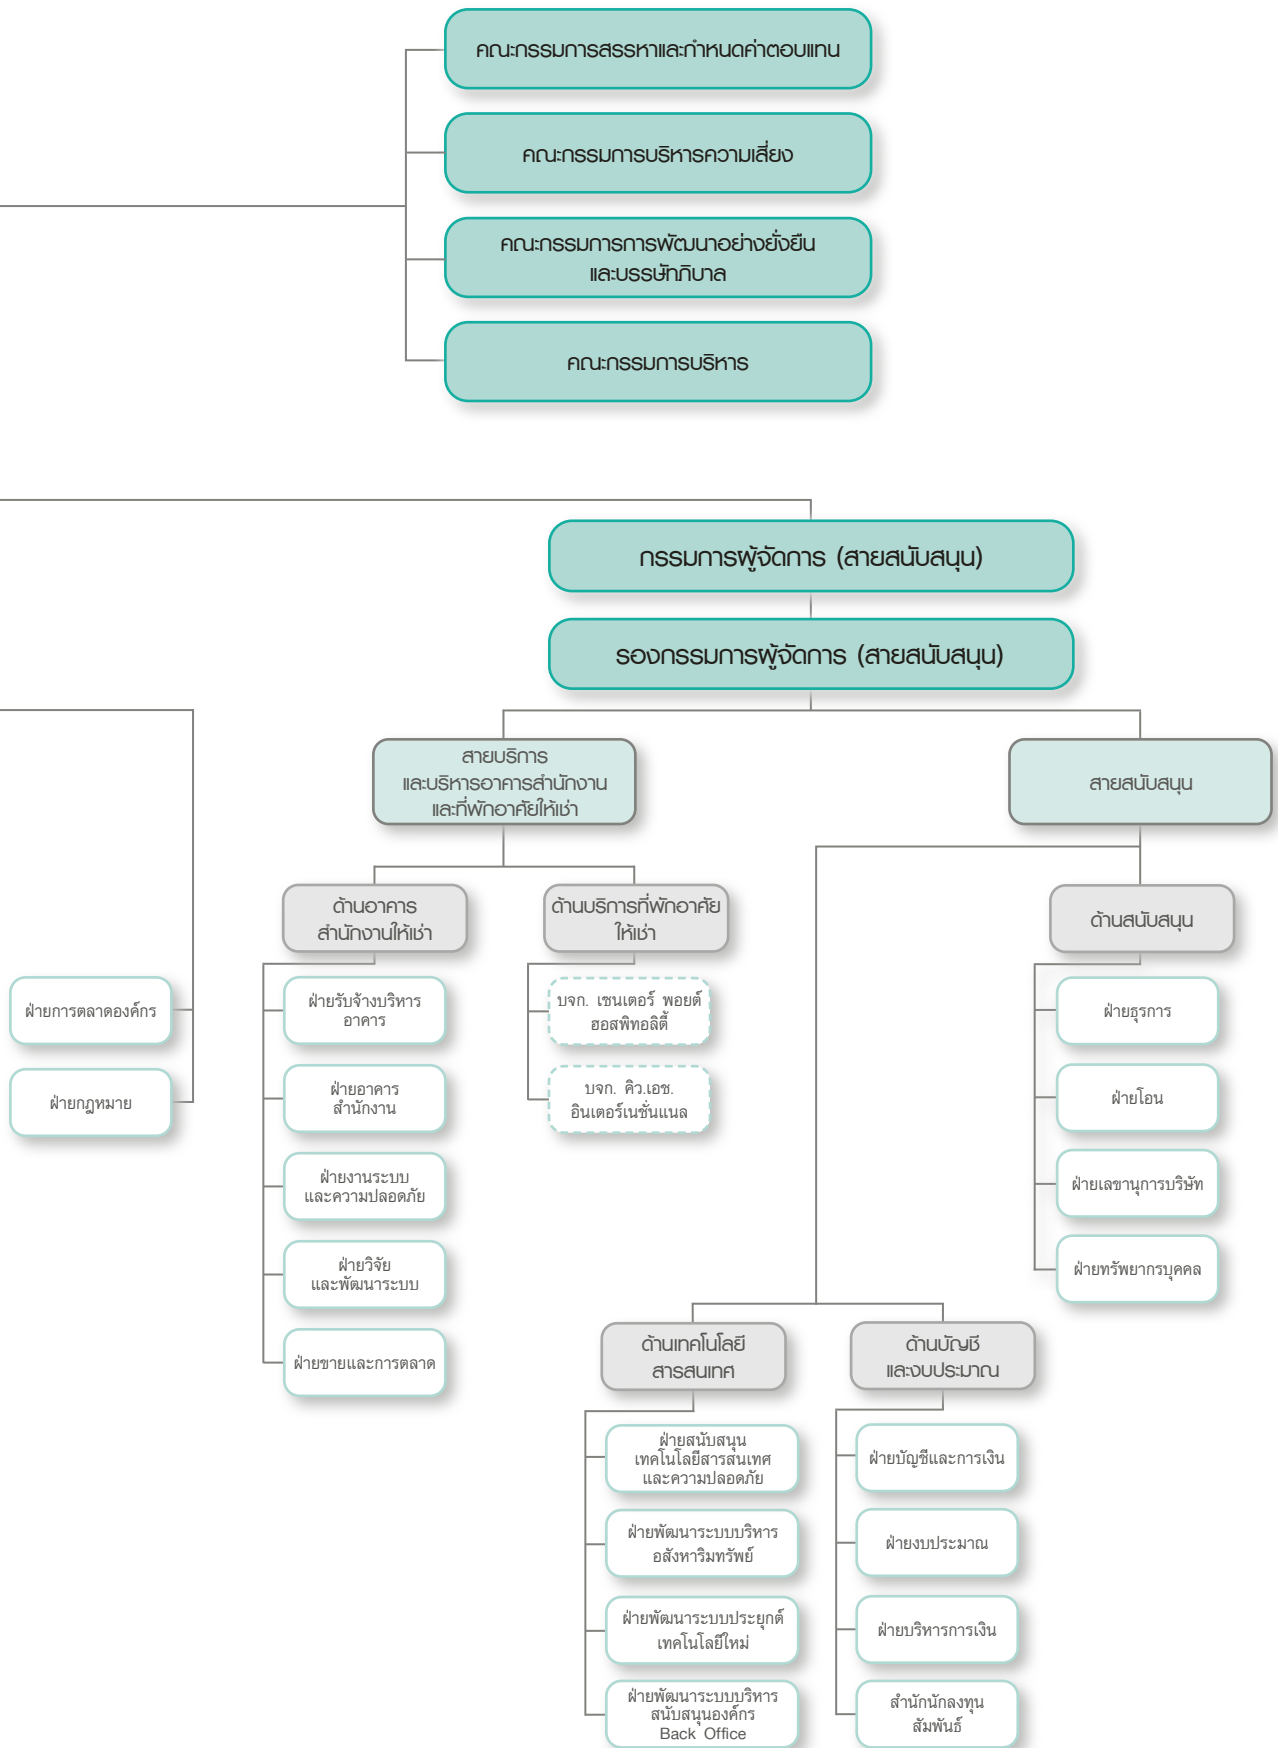 คณะกรรมการสรรหาและกำหนดค่าตอบแทน
คณะกรรมการบริหารความเสี่ยง
คณะกรรมการการพัฒนาอย่างยั่งยืน
และบรรษัทภิบาล
คณะกรรมการบริหาร
กรรมการผู้จัดการ (สายสนับสนุน)
รองกรรมการผู้จัดการ (สายสนับสนุน)
สายบริการ
และบริหารอาคารสำนักงาน
และที่พักอาศัยให้เช่า
สายสนับสนุน
ด้านอาคาร
สำนักงานให้เช่า
ด้านบริการที่พักอาศัย
ให้เช่า
ด้านสนับสนุน
ฝ่ายการตลาดองค์กร
ฝ่ายกฎหมาย
ฝ่ายรับจ้างบริหาร
อาคาร
ฝ่ายอาคาร
สำนักงาน
ฝ่ายงานระบบ
และความปลอดภัย
ฝ่ายวิจัย
และพัฒนาระบบ
ฝ่ายขายและการตลาด
บจก. เซนเตอร์ พอยต์
ฮอสพิทอลิตี้
บจก. คิว.เอช.
อินเตอร์เนชั่นแนล
ฝ่ายธุรการ
ฝ่ายโอน
ฝ่ายเลขานุการบริษัท
ฝ่ายทรัพยากรบุคคล
ด้านเทคโนโลยี
สารสนเทศ
ด้านบัญชี
และงบประมาณ
ฝ่ายสนับสนุน
เทคโนโลยีสารสนเทศ
และความปลอดภัย
ฝ่ายพัฒนาระบบบริหาร
อสังหาริมทรัพย์
ฝ่ายพัฒนาระบบประยุกต์
เทคโนโลยีใหม่
ฝ่ายพัฒนาระบบบริหาร
สนับสนุนองค์กร
Back Office
ฝ่ายบัญชีและการเงิน
ฝ่ายงบประมาณ
ฝ่ายบริหารการเงิน
สำนักนักลงทุน
สัมพันธ์